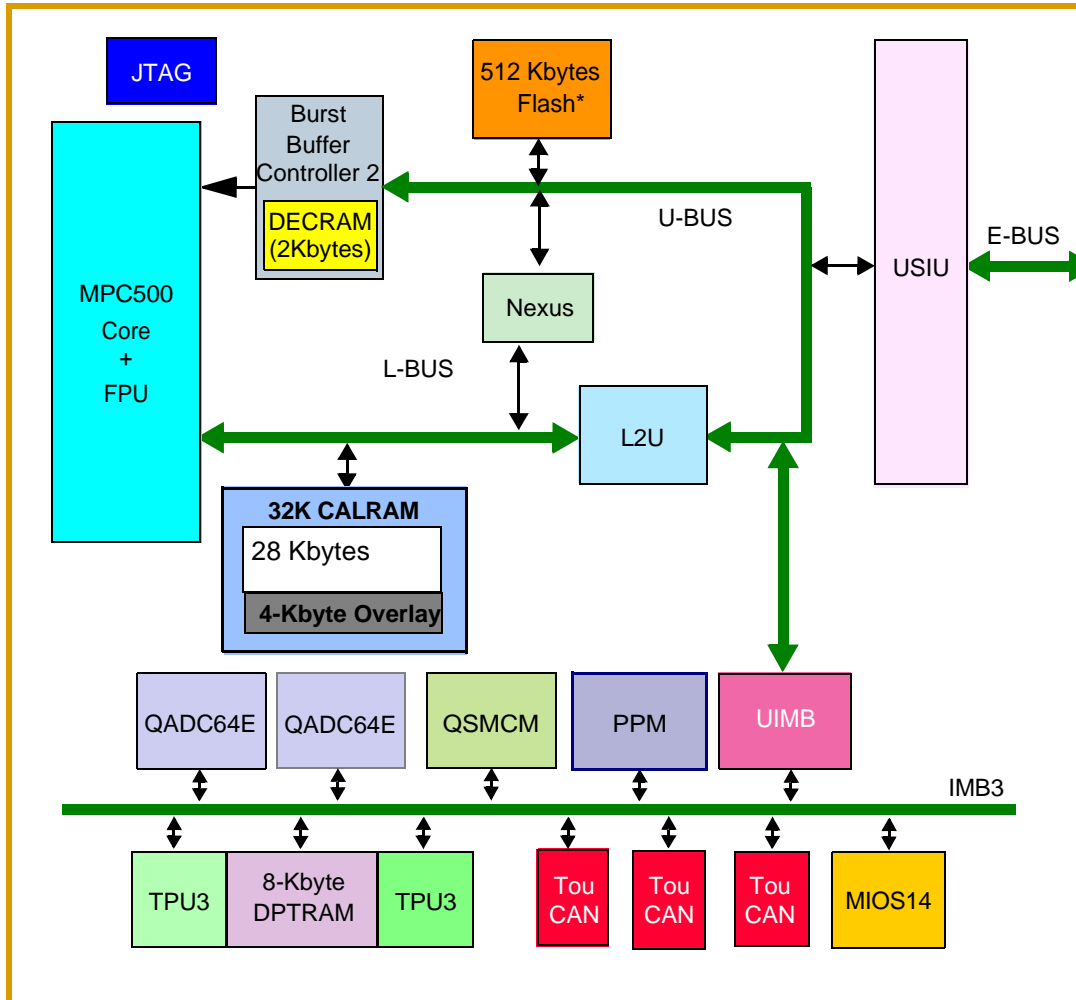 JTAG
512 Kbytes
Flash*
Burst
Buffer
Controller 2
DECRAM
(2Kbytes)
U-BUS
E-BUS
USIU
MPC500
Core
+
FPU
Nexus
L-BUS
L2U
32K CALRAM
28 Kbytes
4-Kbyte Overlay
QADC64E
QADC64E
QSMCM
PPM
UIMB
IMB3
TPU3
8-Kbyte
DPTRAM
TPU3
Tou
CAN
Tou
CAN
Tou
CAN
MIOS14